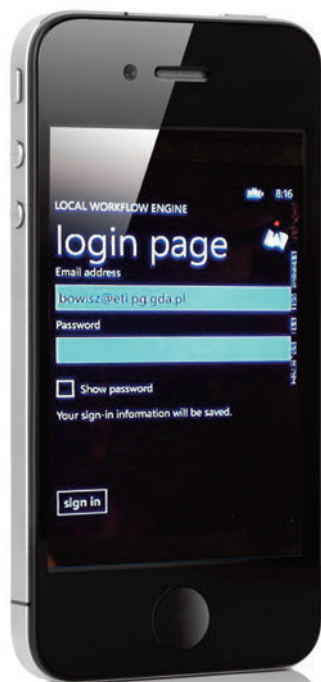 8:16
LOCAL WORKFLOW ENGINE
login page
Email address
bowisz@eti.pg.gda.pl
Password
Show password
Your sign-in information will be saved.
sign in